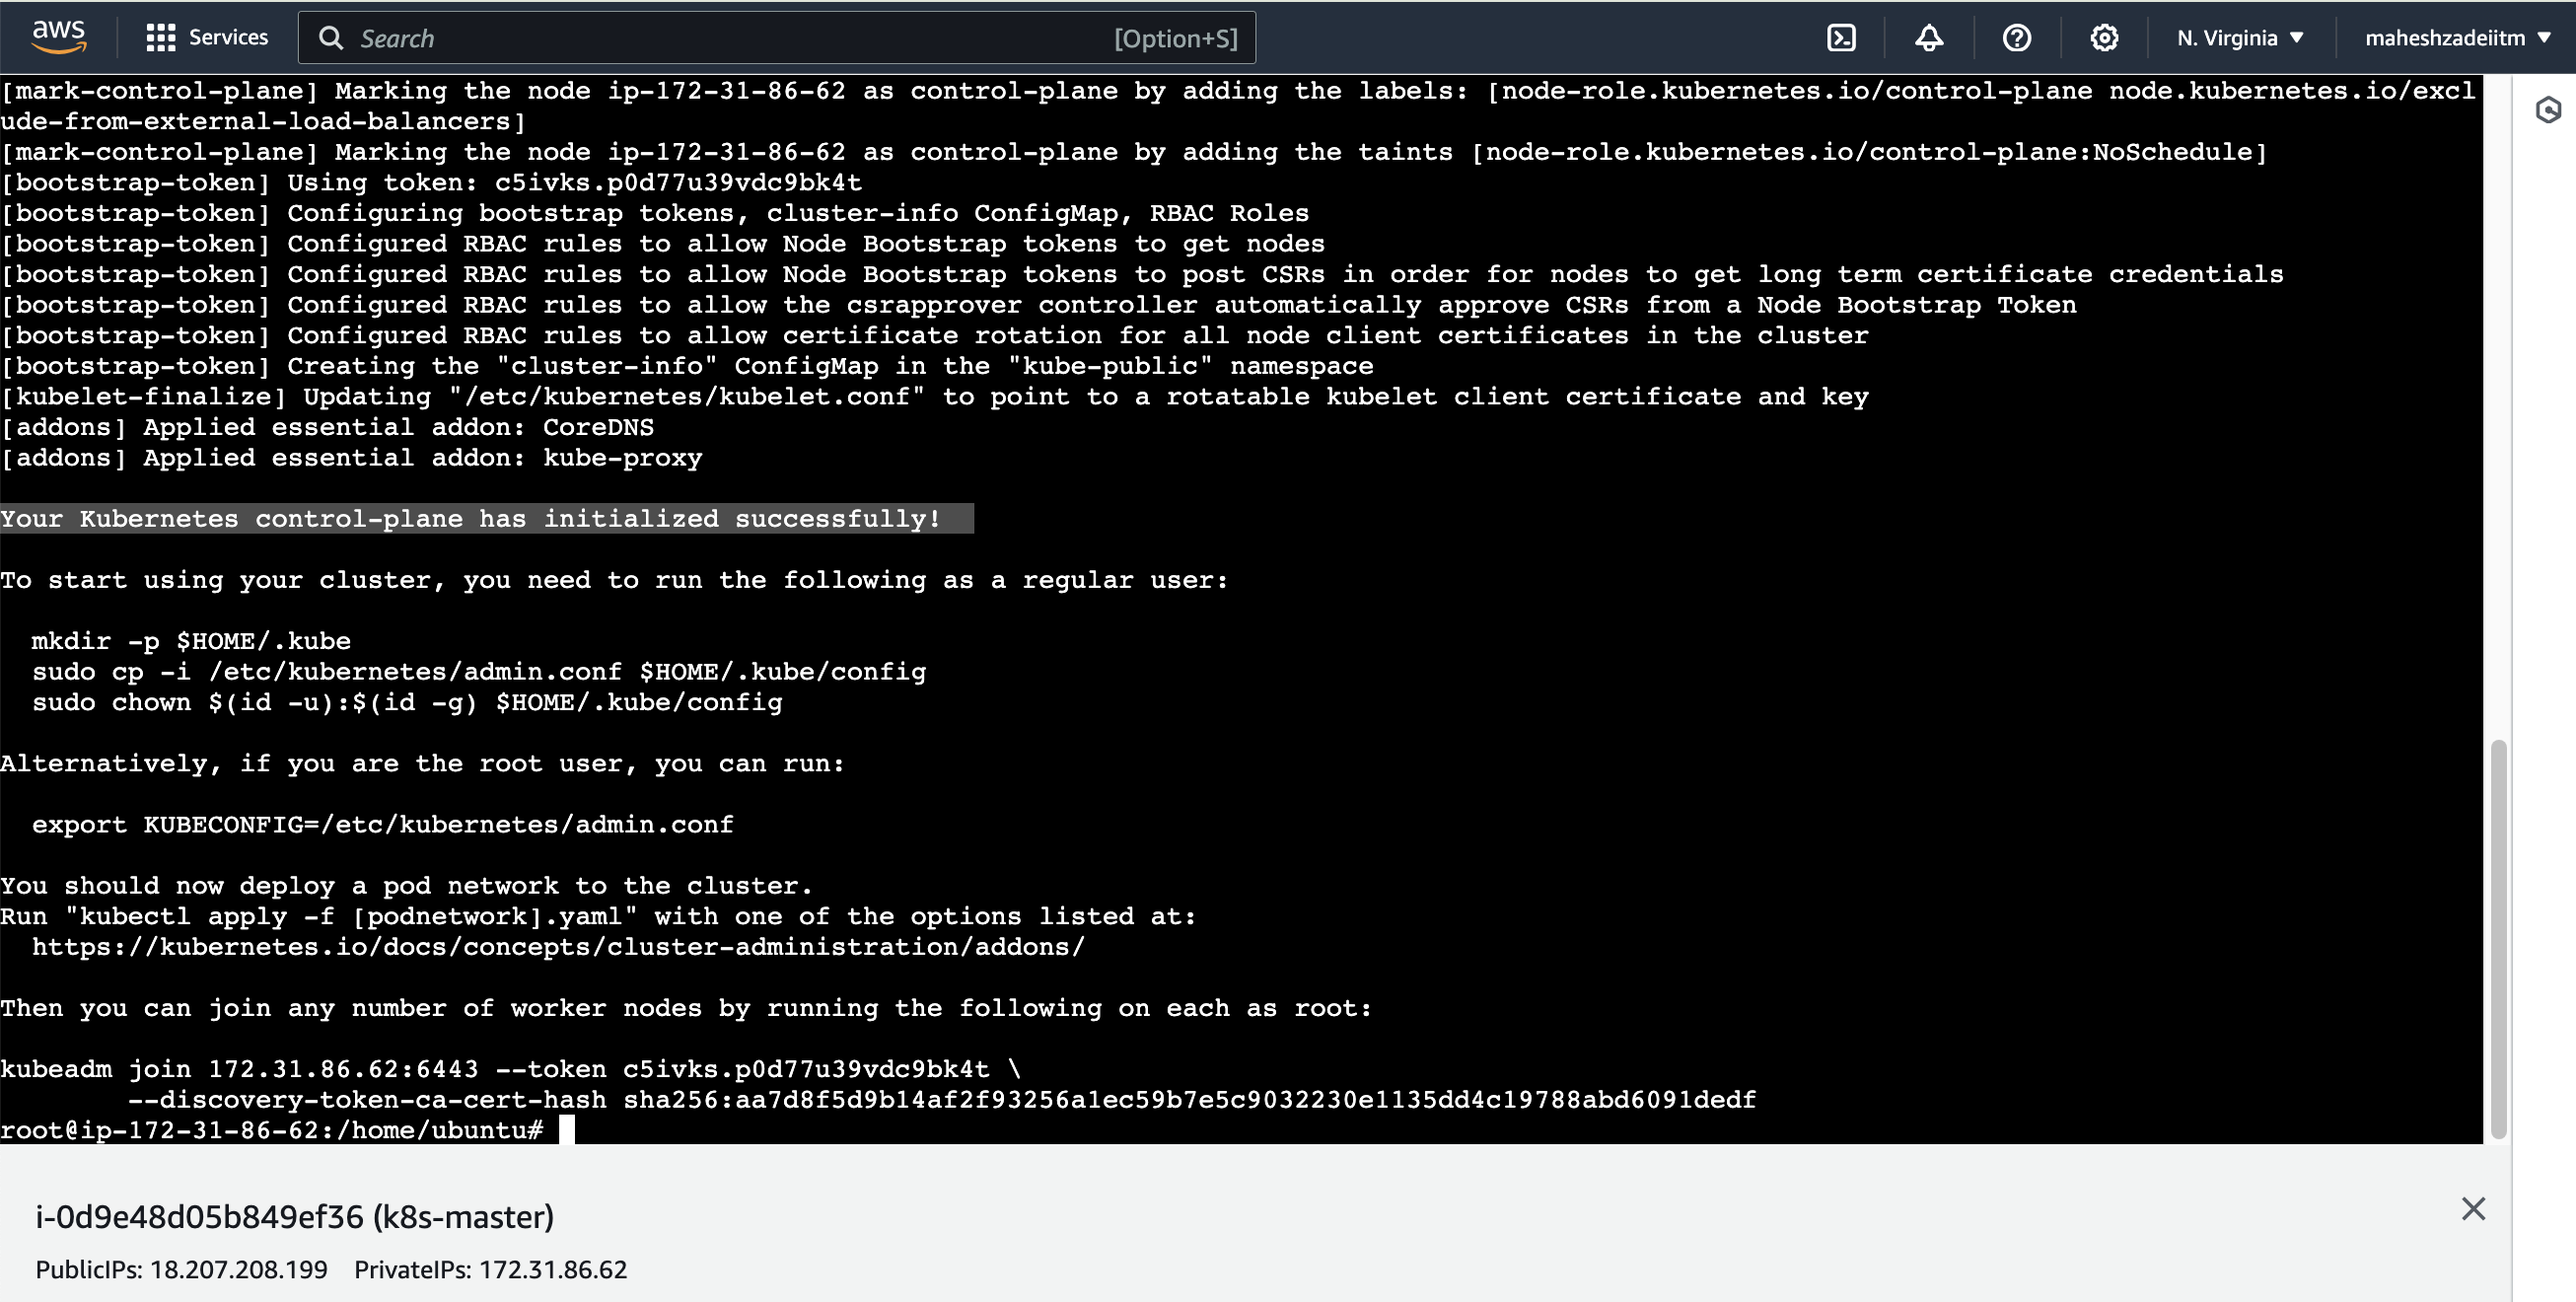 aws Services Search [Option+S] N. Virginia maheshzadeiitm
[mark-control-plane] Marking the node ip-172-31-86-62 as control-plane by adding the labels: [node-role.kubernetes.io/control-plane node.kubernetes.io/excl
ude-from-external-load-balancers]
[mark-control-plane] Marking the node ip-172-31-86-62 as control-plane by adding the taints [node-role.kubernetes.io/control-plane:NoSchedule]
[bootstrap-token] Using token: c5ivks.p0d77u39vdc9bk4t
[bootstrap-token] Configuring bootstrap tokens, cluster-info ConfigMap, RBAC Roles
[bootstrap-token] Configured RBAC rules to allow Node Bootstrap tokens to get nodes
[bootstrap-token] Configured RBAC rules to allow Node Bootstrap tokens to post CSRs in order for nodes to get long term certificate credentials
[bootstrap-token] Configured RBAC rules to allow the csrapprover controller automatically approve CSRs from a Node Bootstrap Token
[bootstrap-token] Configured RBAC rules to allow certificate rotation for all node client certificates in the cluster
[bootstrap-token] Creating the "cluster-info" ConfigMap in the "kube-public" namespace
[kubelet-finalize] Updating "/etc/kubernetes/kubelet.conf" to point to a rotatable kubelet client certificate and key
[addons] Applied essential addon: CoreDNS
[addons] Applied essential addon: kube-proxy
Your Kubernetes control-plane has initialized successfully!
To start using your cluster, you need to run the following as a regular user:
mkdir -p $HOME/.kube
sudo cp -i /etc/kubernetes/admin.conf $HOME/.kube/config
sudo chown $(id -u):$(id -g) $HOME/.kube/config
Alternatively, if you are the root user, you can run:
export KUBECONFIG=/etc/kubernetes/admin.conf
You should now deploy a pod network to the cluster.
Run "kubectl apply -f [podnetwork].yaml" with one of the options listed at:
https://kubernetes.io/docs/concepts/cluster-administration/addons/
Then you can join any number of worker nodes by running the following on each as root:
kubeadm join 172.31.86.62:6443 --token c5ivks.p0d77u39vdc9bk4t \
--discovery-token-ca-cert-hash sha256:aa7d8f5d9b14af2f93256a1ec59b7e5c9032230e1135dd4c19788abd6091dedf
root@ip-172-31-86-62:/home/ubuntu#
i-0d9e48d05b849ef36 (k8s-master)
PublicIPs: 18.207.208.199 PrivateIPs: 172.31.86.62